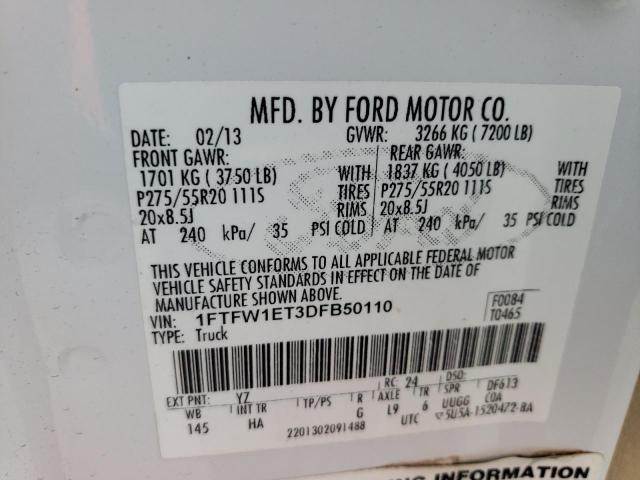 MFD. BY FORD MOTOR CO.
DATE: 02/13 GVWR: 3266 KG ( 7200 LB)
FRONT GAWR: REAR GAWR:
1701 KG ( 3750 LB) WITH 1837 KG ( 4050 LB) WITH
P275/55R20 111S TIRES P275/55R20 111S TIRES
20x8.5J RIMS 20x8.5J RIMS
AT 240 kPa/ 35 PSI COLD AT 240 kPa/ 35 PSI COLD
THIS VEHICLE CONFORMS TO ALL APPLICABLE FEDERAL MOTOR
VEHICLE SAFETY STANDARDS IN EFFECT ON THE DATE OF
MANUFACTURE SHOWN ABOVE.
VIN: 1FTFW1ET3DFB50110 F0084
TYPE: Truck T0465
EXT PNT: YZ RC: 24 DSO:
WB INT TR TP/PS R AXLE TR SPR DF613
145 HA G L9 6 UUGG COA
2201302091488 UTC 5U5A-1520472-BA
ING INFORMATION